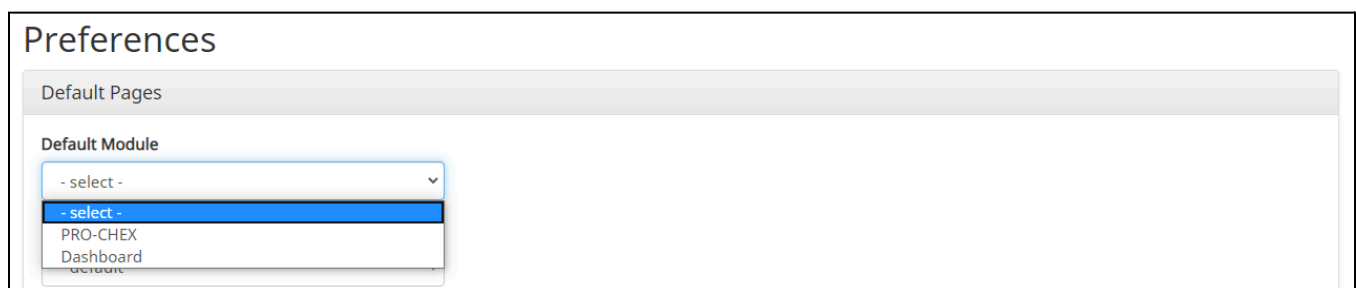 Preferences
Default Pages
Default Module
- select -
- select -
PRO-CHEX
Dashboard